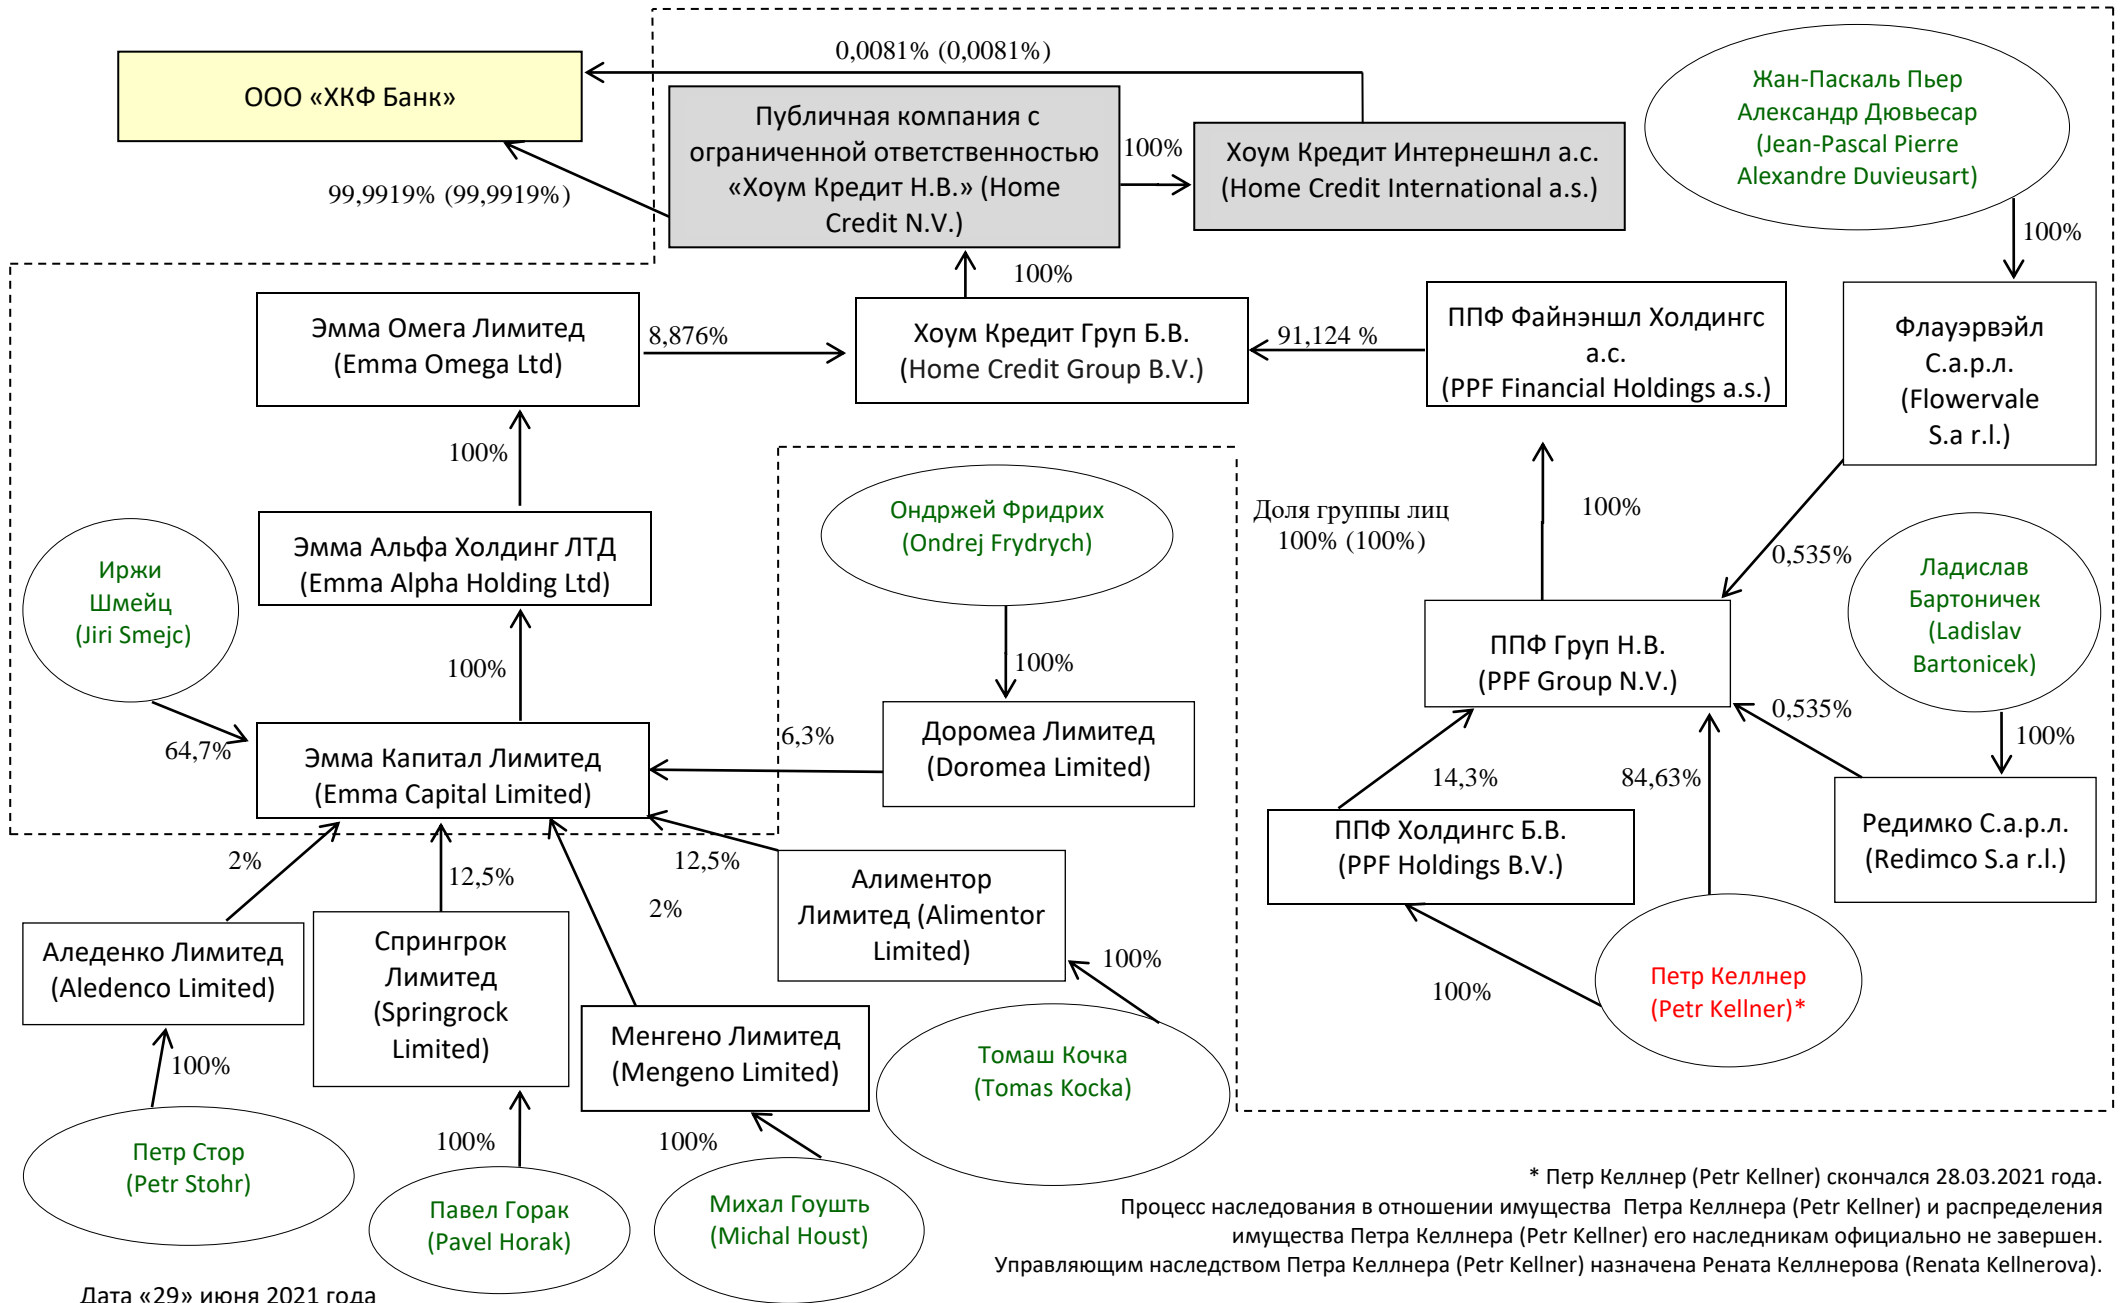 0,0081% (0,0081%)
ООО «ХКФ Банк»
Публичная компания с
ограниченной ответственностью
«Хоум Кредит Н.В.» (Home
Credit N.V.)
100%
Хоум Кредит Интернешнл а.с.
(Home Credit International a.s.)
Жан-Паскаль Пьер
Александр Дювьесар
(Jean-Pascal Pierre
Alexandre Duvieusart)
99,9919% (99,9919%)
100%
100%
Эмма Омега Лимитед
(Emma Omega Ltd)
8,876%
Хоум Кредит Груп Б.В.
(Home Credit Group B.V.)
91,124 %
ППФ Файнэншл Холдингс
а.с.
(PPF Financial Holdings a.s.)
Флауэрвэйл
С.а.р.л.
(Flowervale
S.a r.l.)
100%
Ондржей Фридрих
(Ondrej Frydrych)
Доля группы лиц
100% (100%)
100%
0,535%
Иржи
Шмейц
(Jiri Smejc)
Эмма Альфа Холдинг ЛТД
(Emma Alpha Holding Ltd)
Ладислав
Бартоничек
(Ladislav
Bartonicek)
100%
100%
ППФ Груп Н.В.
(PPF Group N.V.)
0,535%
100%
64,7%
Эмма Капитал Лимитед
(Emma Capital Limited)
6,3%
Доромеа Лимитед
(Doromea Limited)
14,3%
84,63%
2%
12,5%
12,5%
2%
Алиментор
Лимитед (Alimentor
Limited)
ППФ Холдингс Б.В.
(PPF Holdings B.V.)
Редимко С.а.р.л.
(Redimco S.a r.l.)
Аледенко Лимитед
(Aledenco Limited)
Спрингрок
Лимитед
(Springrock
Limited)
100%
100%
Петр Келлнер
(Petr Kellner)*
Менгено Лимитед
(Mengeno Limited)
Томаш Кочка
(Tomas Kocka)
100%
100%
100%
Петр Стор
(Petr Stohr)
Павел Горак
(Pavel Horak)
Михал Гоушть
(Michal Houst)
* Петр Келлнер (Petr Kellner) скончался 28.03.2021 года.
Процесс наследования в отношении имущества Петра Келлнера (Petr Kellner) и распределения
имущества Петра Келлнера (Petr Kellner) его наследникам официально не завершен.
Управляющим наследством Петра Келлнера (Petr Kellner) назначена Рената Келлнерова (Renata Kellnerova).
Дата «29» июня 2021 года